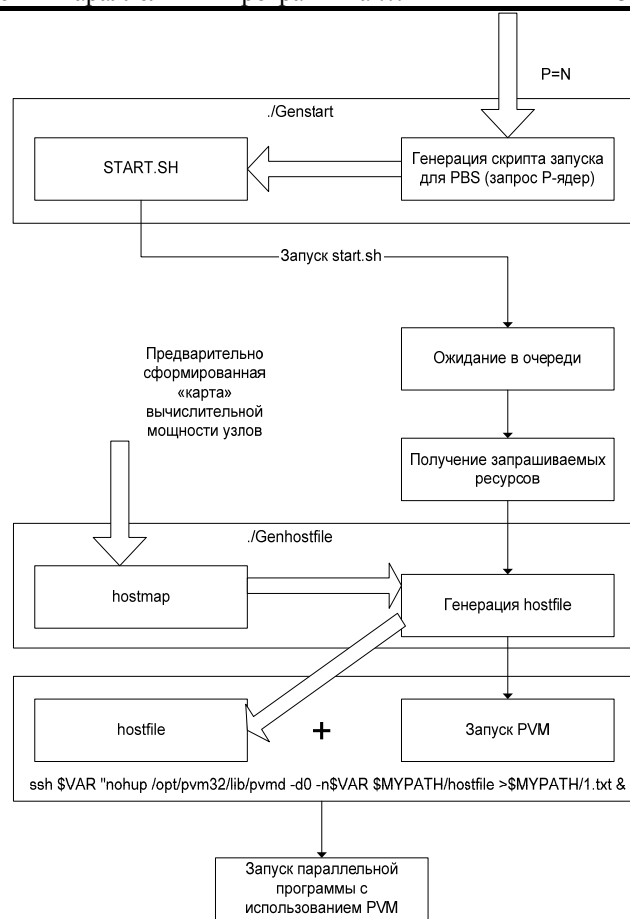 P=N
./Genstart
START.SH
Генерация скрипта запуска
для PBS (запрос P-ядер)
Запуск start.sh
Ожидание в очереди
Предварительно
сформированная
«карта»
вычислительной
мощности узлов
Получение запрашиваемых
ресурсов
./Genhostfile
hostmap
Генерация hostfile
hostfile
+
Запуск PVM
ssh $VAR "nohup /opt/pvm32/lib/pvmd -d0 -n$VAR $MYPATH/hostfile >$MYPATH/1.txt &
Запуск параллельной
программы с
использованием PVM